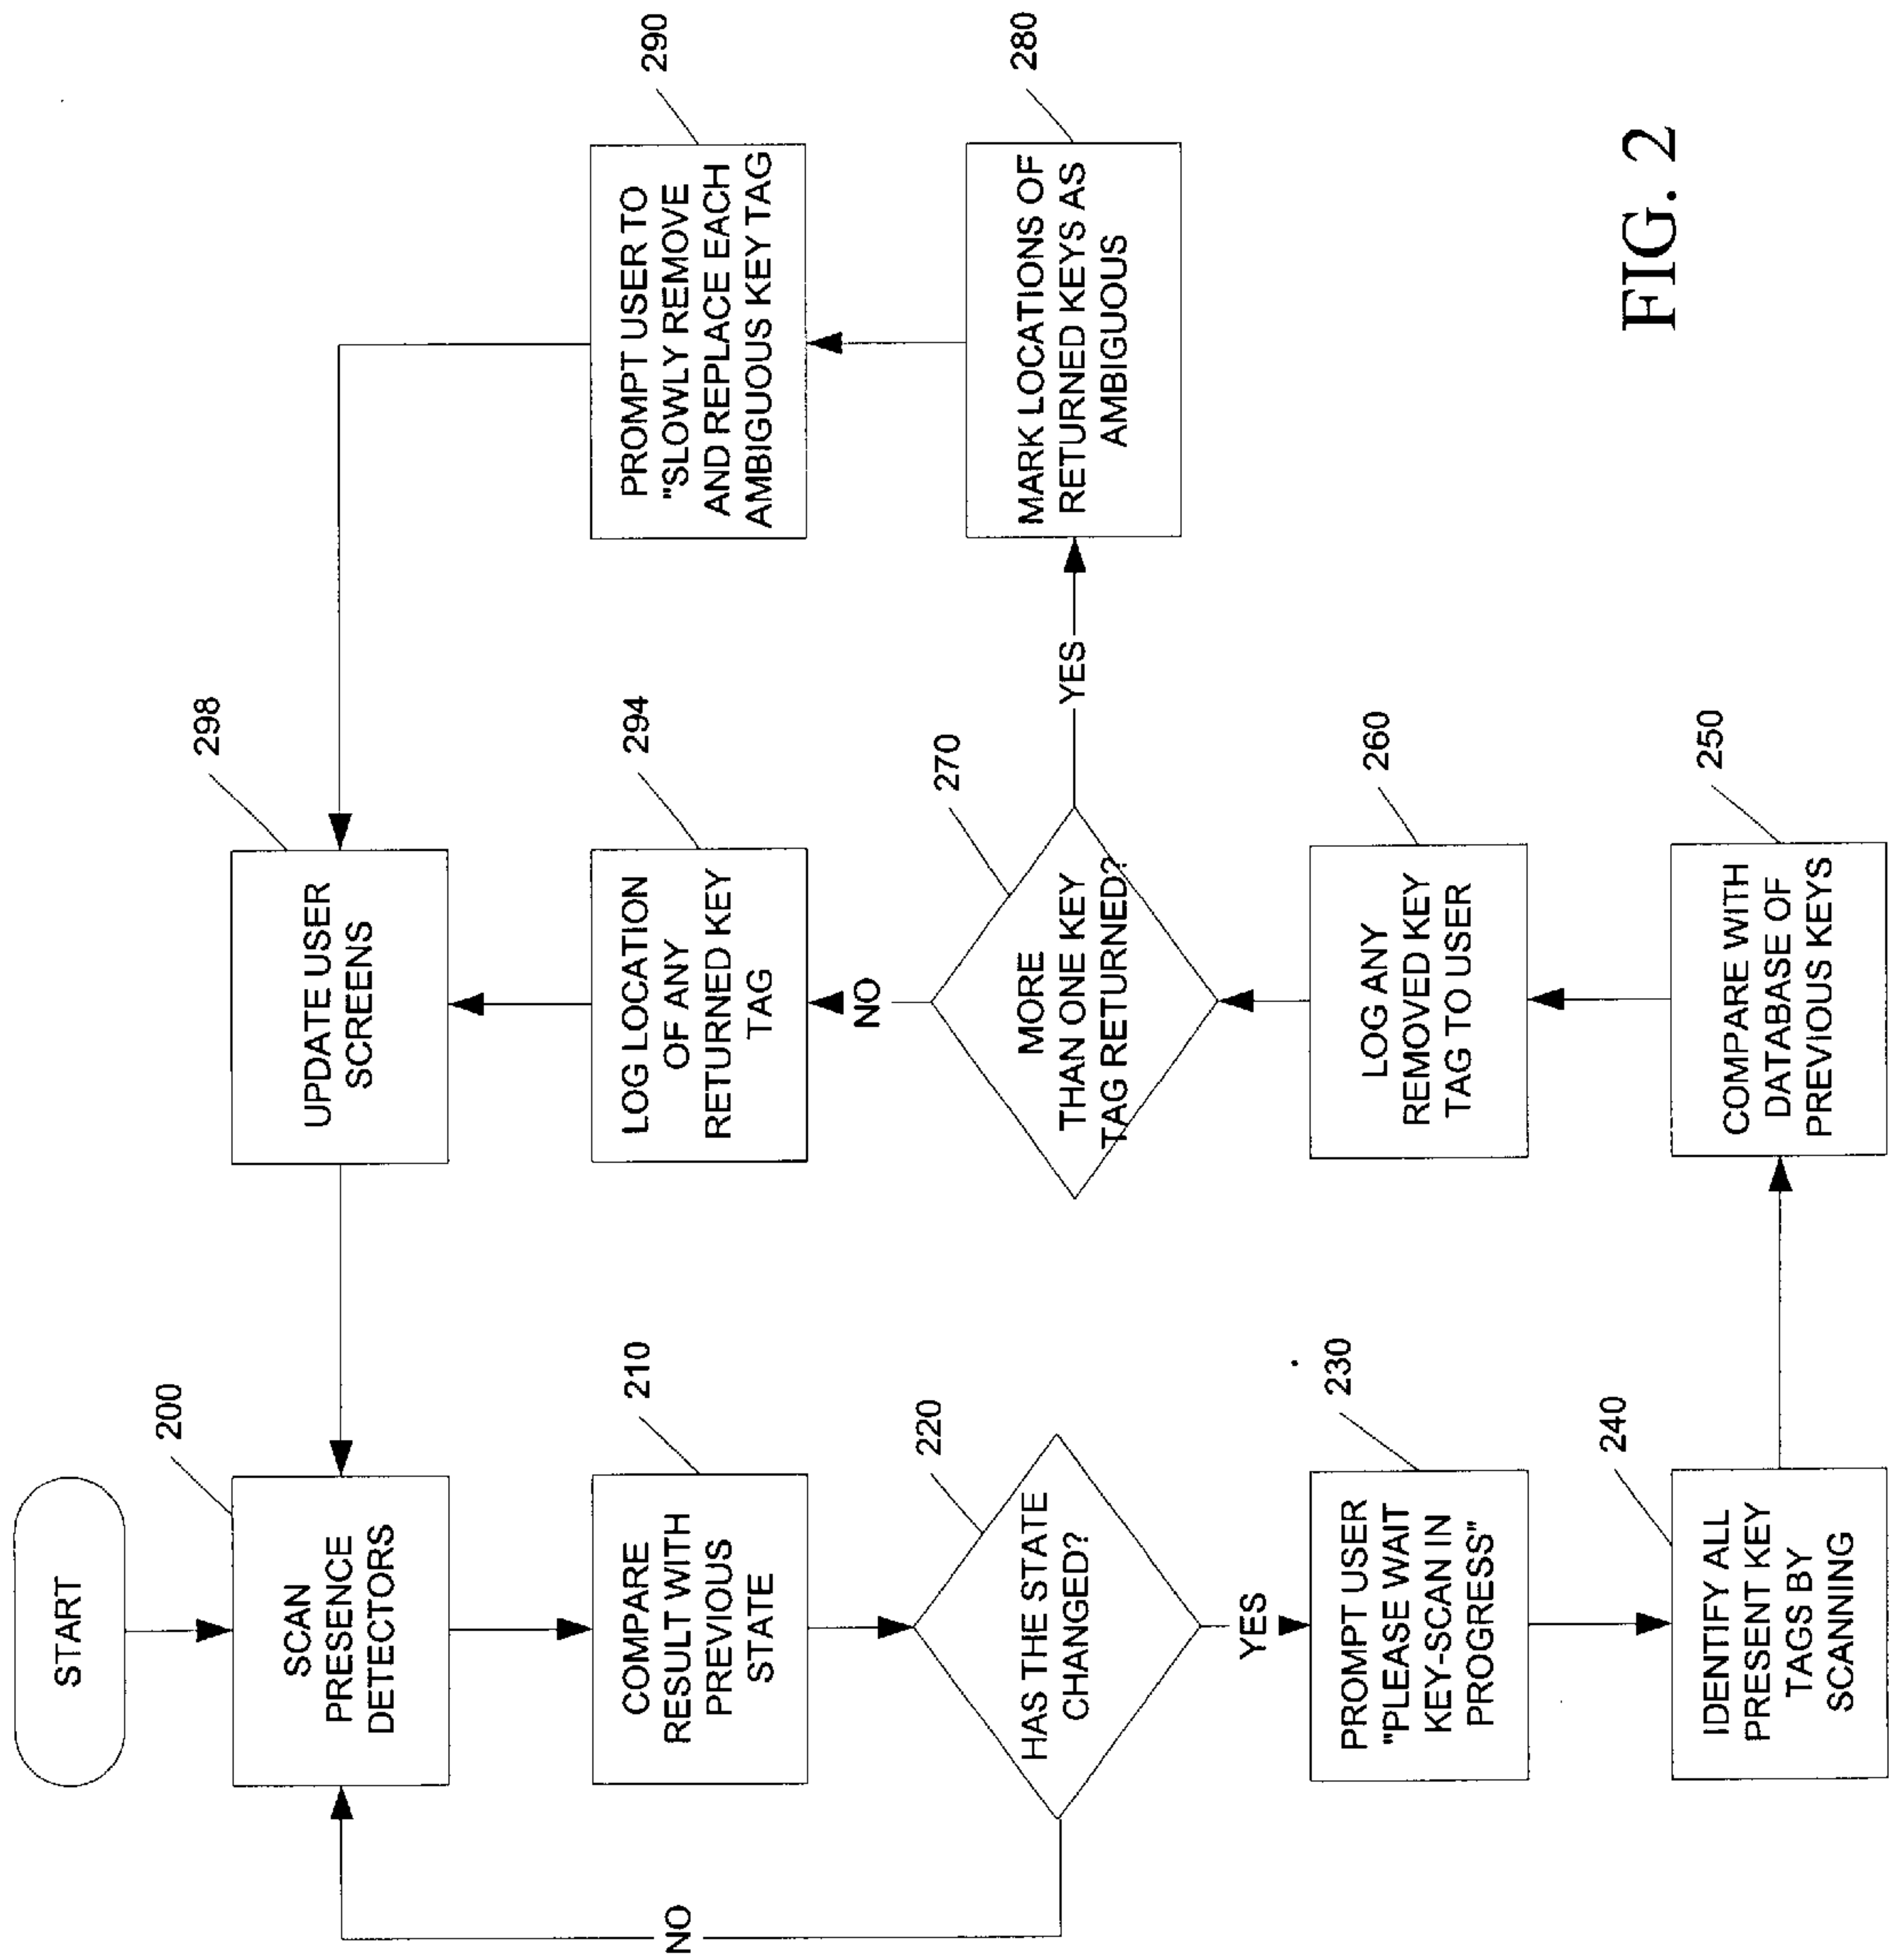 START
200
SCAN
PRESENCE
DETECTORS
210
COMPARE
RESULT WITH
PREVIOUS
STATE
220
HAS THE STATE
CHANGED?
NO
YES
230
PROMPT USER
"PLEASE WAIT
KEY-SCAN IN
PROGRESS"
240
IDENTIFY ALL
PRESENT KEY
TAGS BY
SCANNING
250
COMPARE WITH
DATABASE OF
PREVIOUS KEYS
260
LOG ANY
REMOVED KEY
TAG TO USER
270
MORE
THAN ONE KEY
TAG RETURNED?
YES
NO
280
MARK LOCATIONS OF
RETURNED KEYS AS
AMBIGUOUS
290
PROMPT USER TO
"SLOWLY REMOVE
AND REPLACE EACH
AMBIGUOUS KEY TAG
294
LOG LOCATION
OF ANY
RETURNED KEY
TAG
298
UPDATE USER
SCREENS
FIG. 2